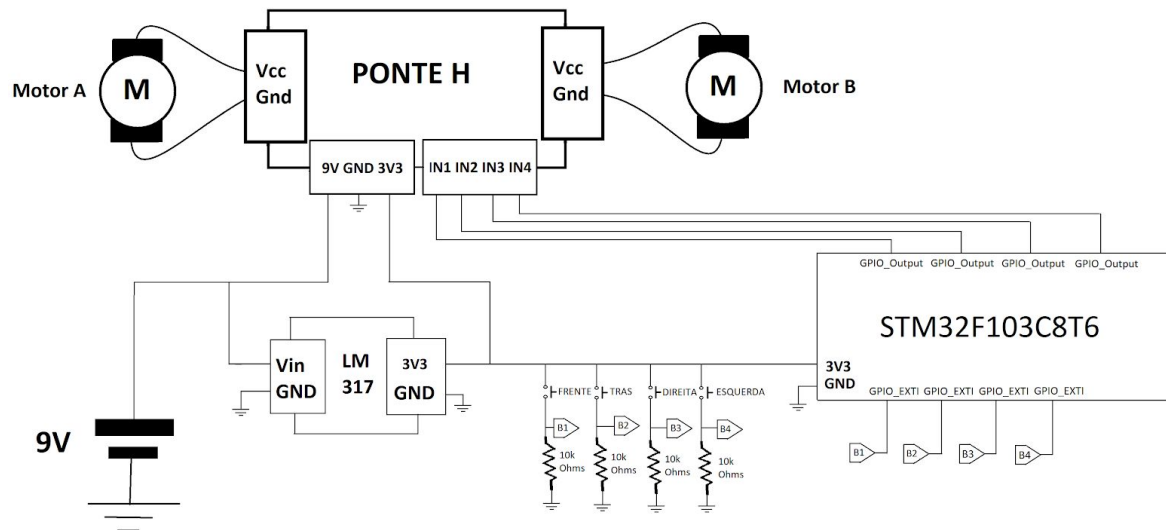 PONTE H
Motor A
M
Vcc
Gnd
Vcc
Gnd
M
Motor B
9V GND 3V3
IN1 IN2 IN3 IN4
GPIO_Output GPIO_Output GPIO_Output GPIO_Output
STM32F103C8T6
3V3
GND
GPIO_EXTI GPIO_EXTI GPIO_EXTI GPIO_EXTI
B1
B2
B3
B4
Vin
GND
LM
317
3V3
GND
FRENTE
TRAS
DIREITA
ESQUERDA
B1
B2
B3
B4
10k
Ohms
10k
Ohms
10k
Ohms
10k
Ohms
9V